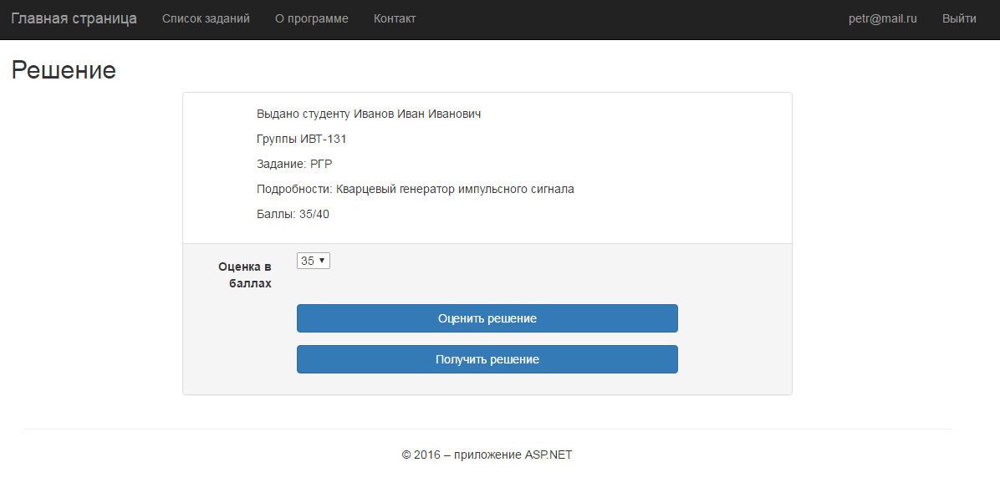 Главная страница Список заданий О программе Контакт petr@mail.ru Выйти
Решение
Выдано студенту Иванов Иван Иванович
Группы ИВТ-131
Задание: РГР
Подробности: Кварцевый генератор импульсного сигнала
Баллы: 35/40
Оценка в
баллах
35
Оценить решение
Получить решение
© 2016 – приложение ASP.NET